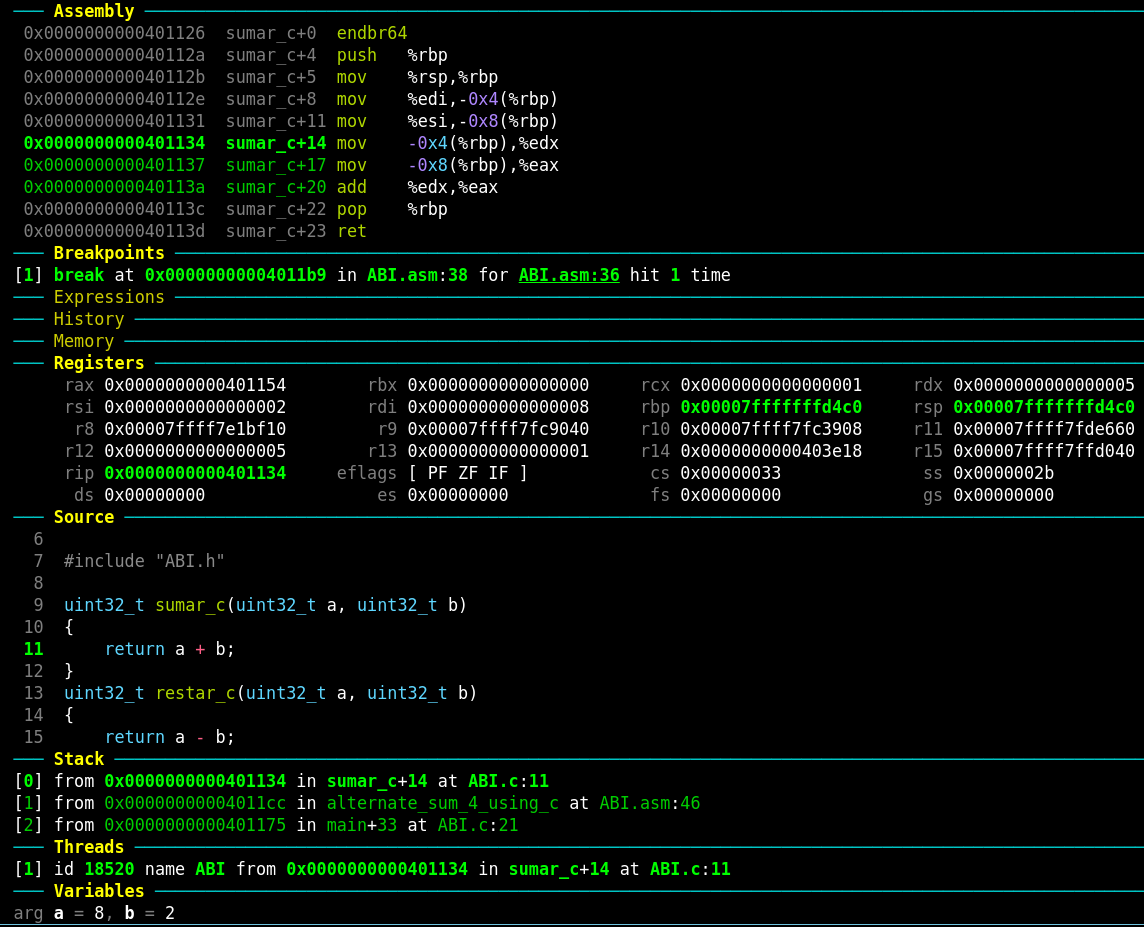 Assembly
0x0000000000401126 sumar_c+0 endbr64
0x000000000040112a sumar_c+4 push %rbp
0x000000000040112b sumar_c+5 mov %rsp,%rbp
0x000000000040112e sumar_c+8 mov %edi,-0x4(%rbp)
0x0000000000401131 sumar_c+11 mov %esi,-0x8(%rbp)
0x0000000000401134 sumar_c+14 mov -0x4(%rbp),%edx
0x0000000000401137 sumar_c+17 mov -0x8(%rbp),%eax
0x000000000040113a sumar_c+20 add %edx,%eax
0x000000000040113c sumar_c+22 pop %rbp
0x000000000040113d sumar_c+23 ret
Breakpoints
[1] break at 0x00000000004011b9 in ABI.asm:38 for ABI.asm:36 hit 1 time
Expressions
History
Memory
Registers
rax 0x0000000000401154 rbx 0x0000000000000000 rcx 0x0000000000000001 rdx 0x0000000000000005
rsi 0x0000000000000002 rdi 0x0000000000000008 rbp 0x00007fffffffd4c0 rsp 0x00007fffffffd4c0
r8 0x00007ffff7e1bf10 r9 0x00007ffff7fc9040 r10 0x00007ffff7fc3908 r11 0x00007ffff7fde660
r12 0x0000000000000005 r13 0x0000000000000001 r14 0x0000000000403e18 r15 0x00007ffff7ffd040
rip 0x0000000000401134 eflags [ PF ZF IF ] cs 0x00000033 ss 0x0000002b
ds 0x00000000 es 0x00000000 fs 0x00000000 gs 0x00000000
Source
6
7 #include "ABI.h"
8
9 uint32_t sumar_c(uint32_t a, uint32_t b)
10 {
11 return a + b;
12 }
13 uint32_t restar_c(uint32_t a, uint32_t b)
14 {
15 return a - b;
Stack
[0] from 0x0000000000401134 in sumar_c+14 at ABI.c:11
[1] from 0x00000000004011cc in alternate_sum_4_using_c at ABI.asm:46
[2] from 0x0000000000401175 in main+33 at ABI.c:21
Threads
[1] id 18520 name ABI from 0x0000000000401134 in sumar_c+14 at ABI.c:11
Variables
arg a = 8, b = 2